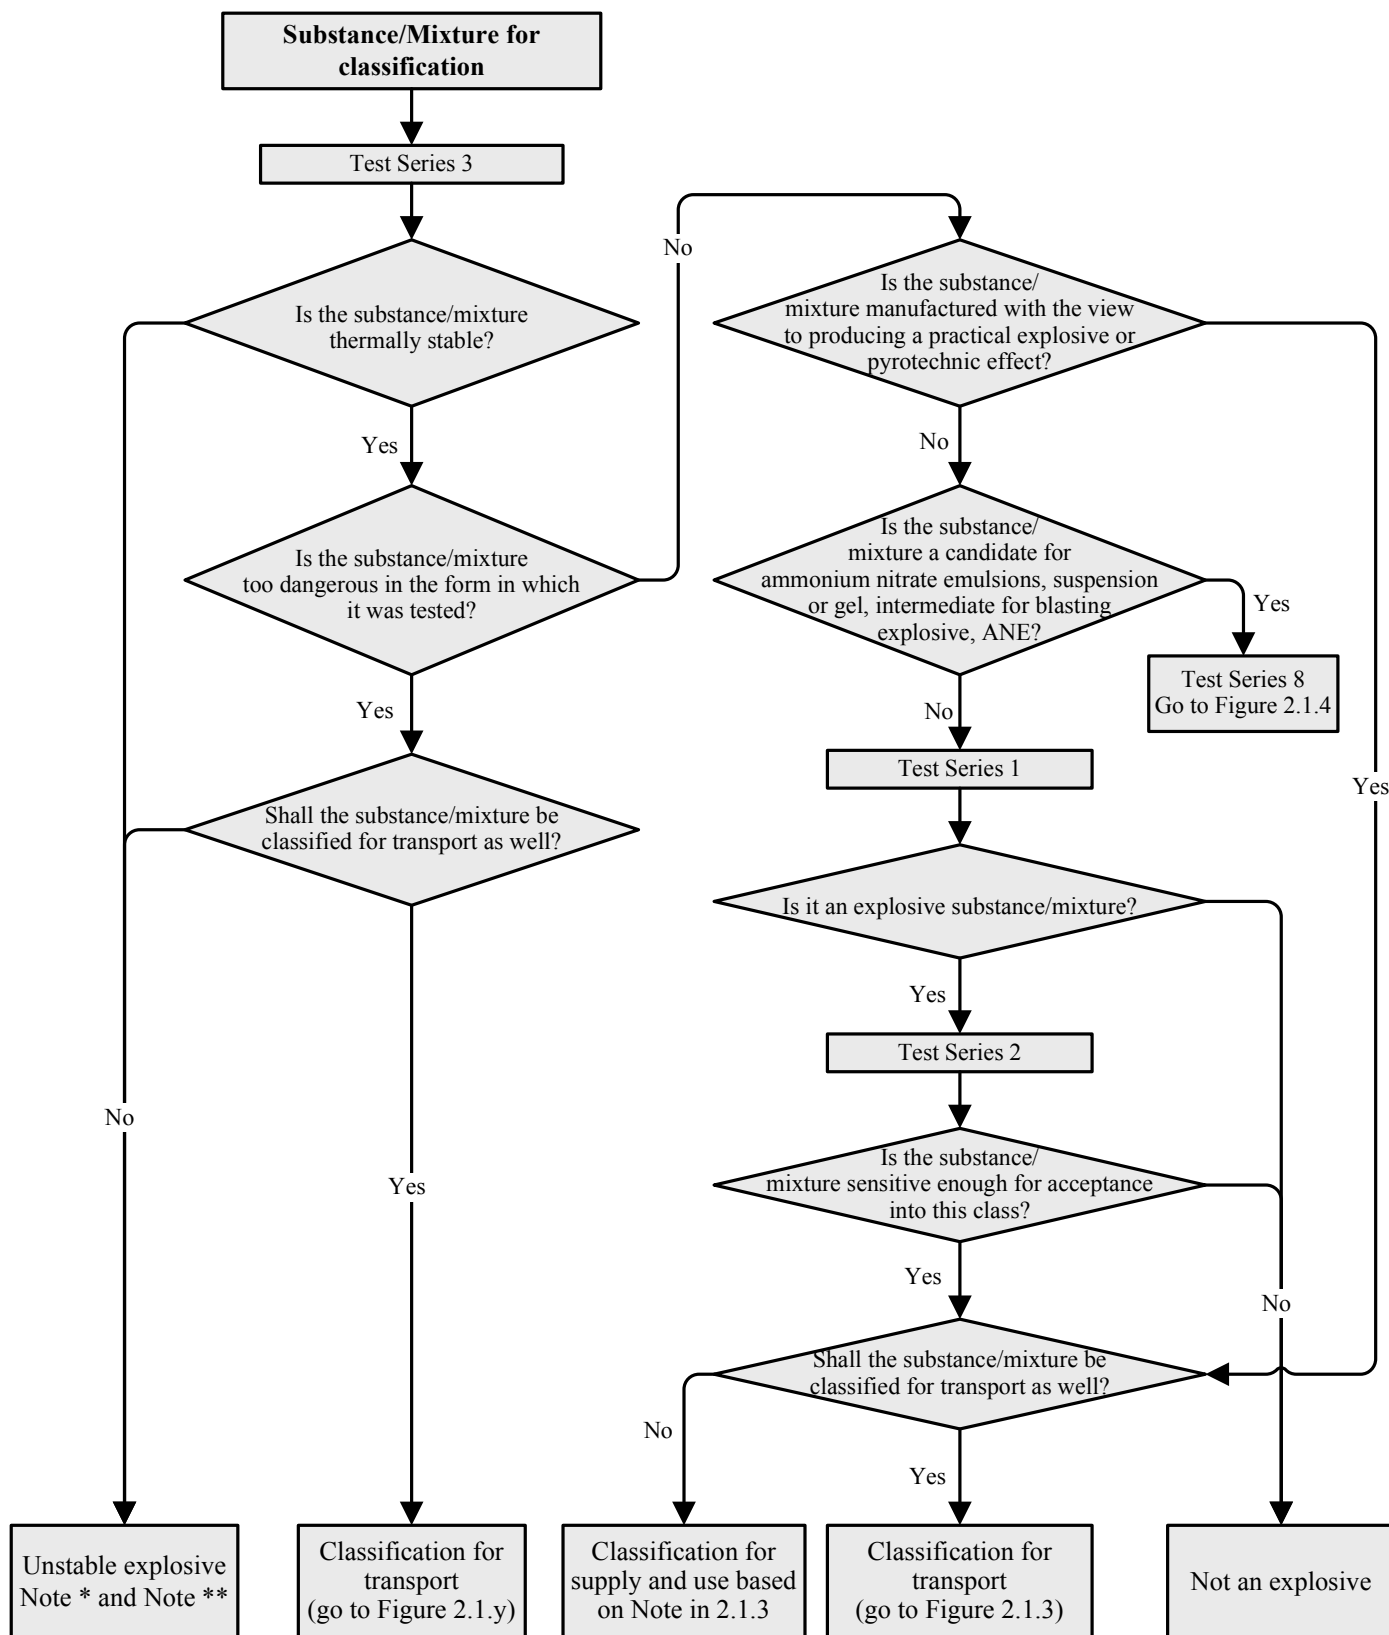 Substance/Mixture for
classification
Test Series 3
Is the substance/mixture
thermally stable?
Yes
Is the substance/mixture
too dangerous in the form in which
it was tested?
No
Yes
Shall the substance/mixture be
classified for transport as well?
No
Yes
Is the substance/
mixture manufactured with the view
to producing a practical explosive or
pyrotechnic effect?
No
Yes
Is the substance/
mixture a candidate for
ammonium nitrate emulsions, suspension
or gel, intermediate for blasting
explosive, ANE?
Yes
Test Series 8
Go to Figure 2.1.4
No
Test Series 1
Is it an explosive substance/mixture?
Yes
Test Series 2
Is the substance/
mixture sensitive enough for acceptance
into this class?
Yes
No
Shall the substance/mixture be
classified for transport as well?
No
Yes
Unstable explosive
Note * and Note **
Classification for
transport
(go to Figure 2.1.y)
Classification for
supply and use based
on Note in 2.1.3
Classification for
transport
(go to Figure 2.1.3)
Not an explosive